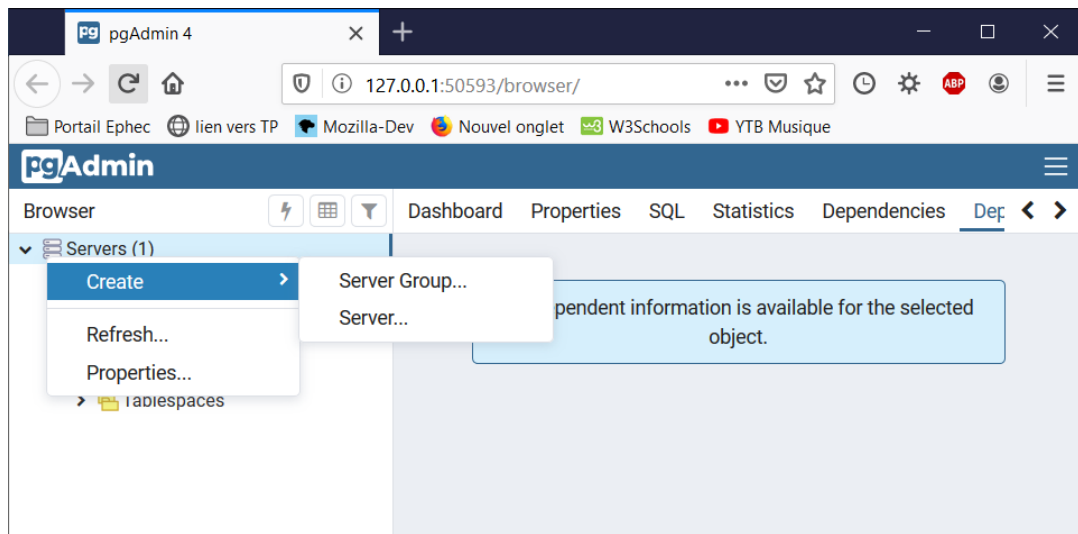 pgAdmin 4
127.0.0.1:50593/browser/
ABP
Portail Ephec lien vers TP Mozilla-Dev Nouvel onglet W3Schools YTB Musique
pgAdmin
Browser Dashboard Properties SQL Statistics Dependencies Dep
Servers (1)
Create Server Group...
Server...
pendent information is available for the selected
object.
Refresh...
Properties...
Tablespaces